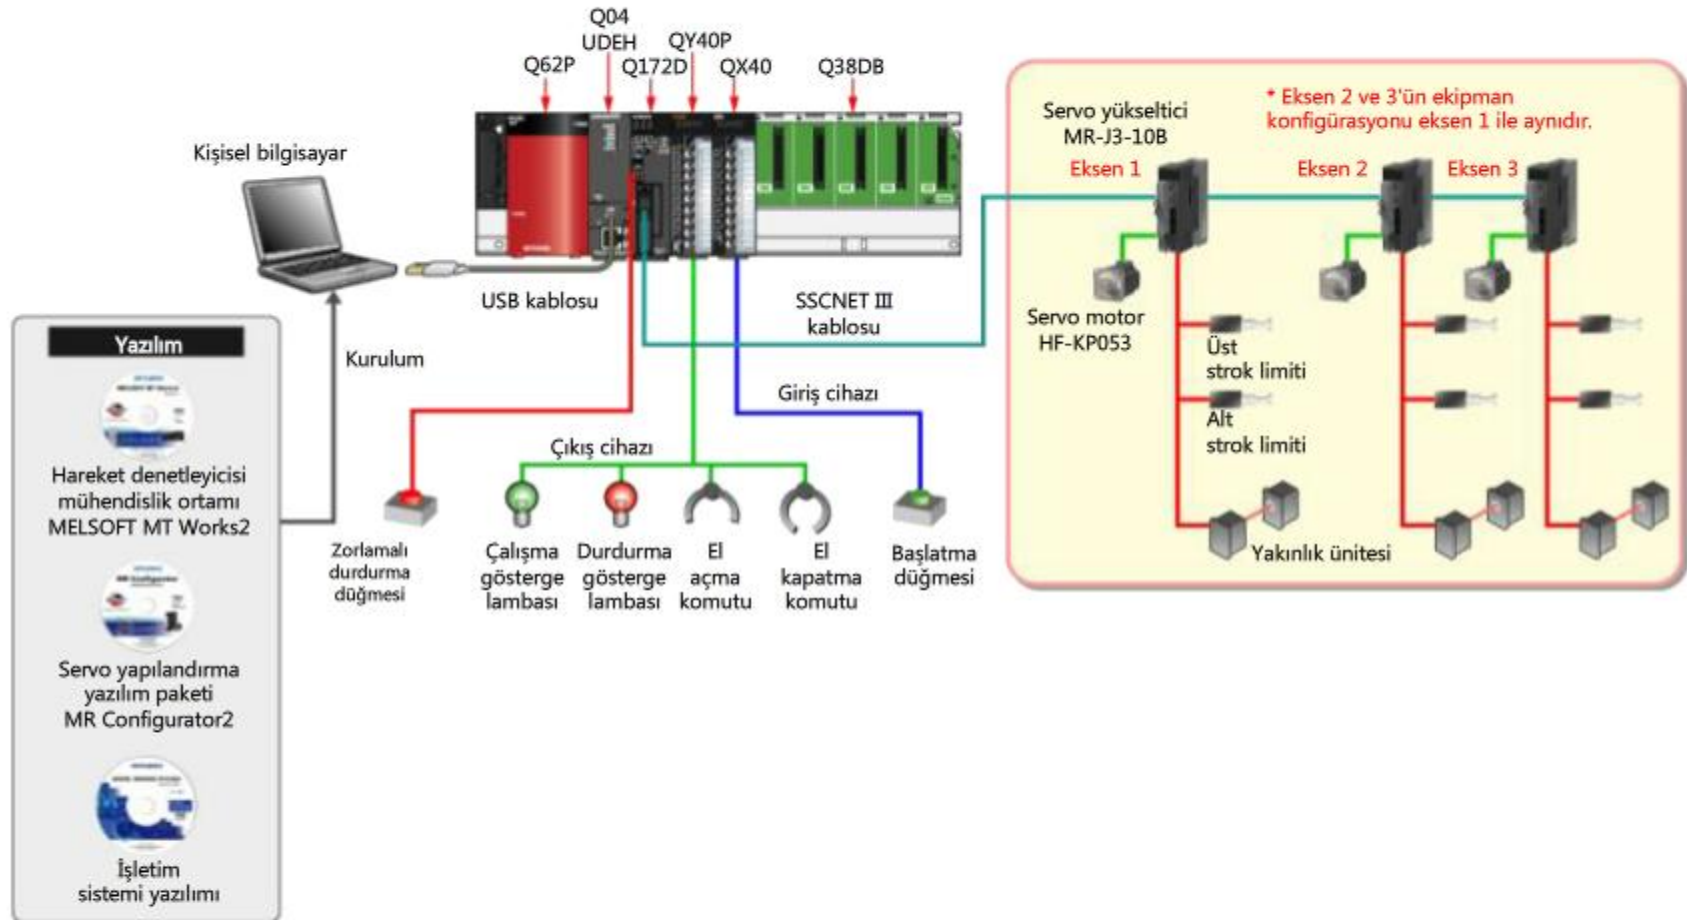 Q04
UDEH
QY40P
Q62P
Q172D
QX40
Q38DB
Kişisel bilgisayar
USB kablosu
SSCNET III
kablosu
Kurulum
Yazılım
Hareket denetleyicisi
mühendislik ortamı
MELSOFT MT Works2
Servo yapılandırma
yazılım paketi
MR Configurator2
İşletim
sistemi yazılımı
Giriş cihazı
Çıkış cihazı
Zorlamalı
durdurma
düğmesi
Çalışma
gösterge
lambası
Durdurma
gösterge
lambası
El
açma
komutu
El
kapatma
komutu
Başlatma
düğmesi
Servo yükseltici
MR-J3-10B
* Eksen 2 ve 3'ün ekipman
konfigürasyonu eksen 1 ile aynıdır.
Eksen 1
Eksen 2
Eksen 3
Servo motor
HF-KP053
Üst
strok limiti
Alt
strok limiti
Yakınlık ünitesi